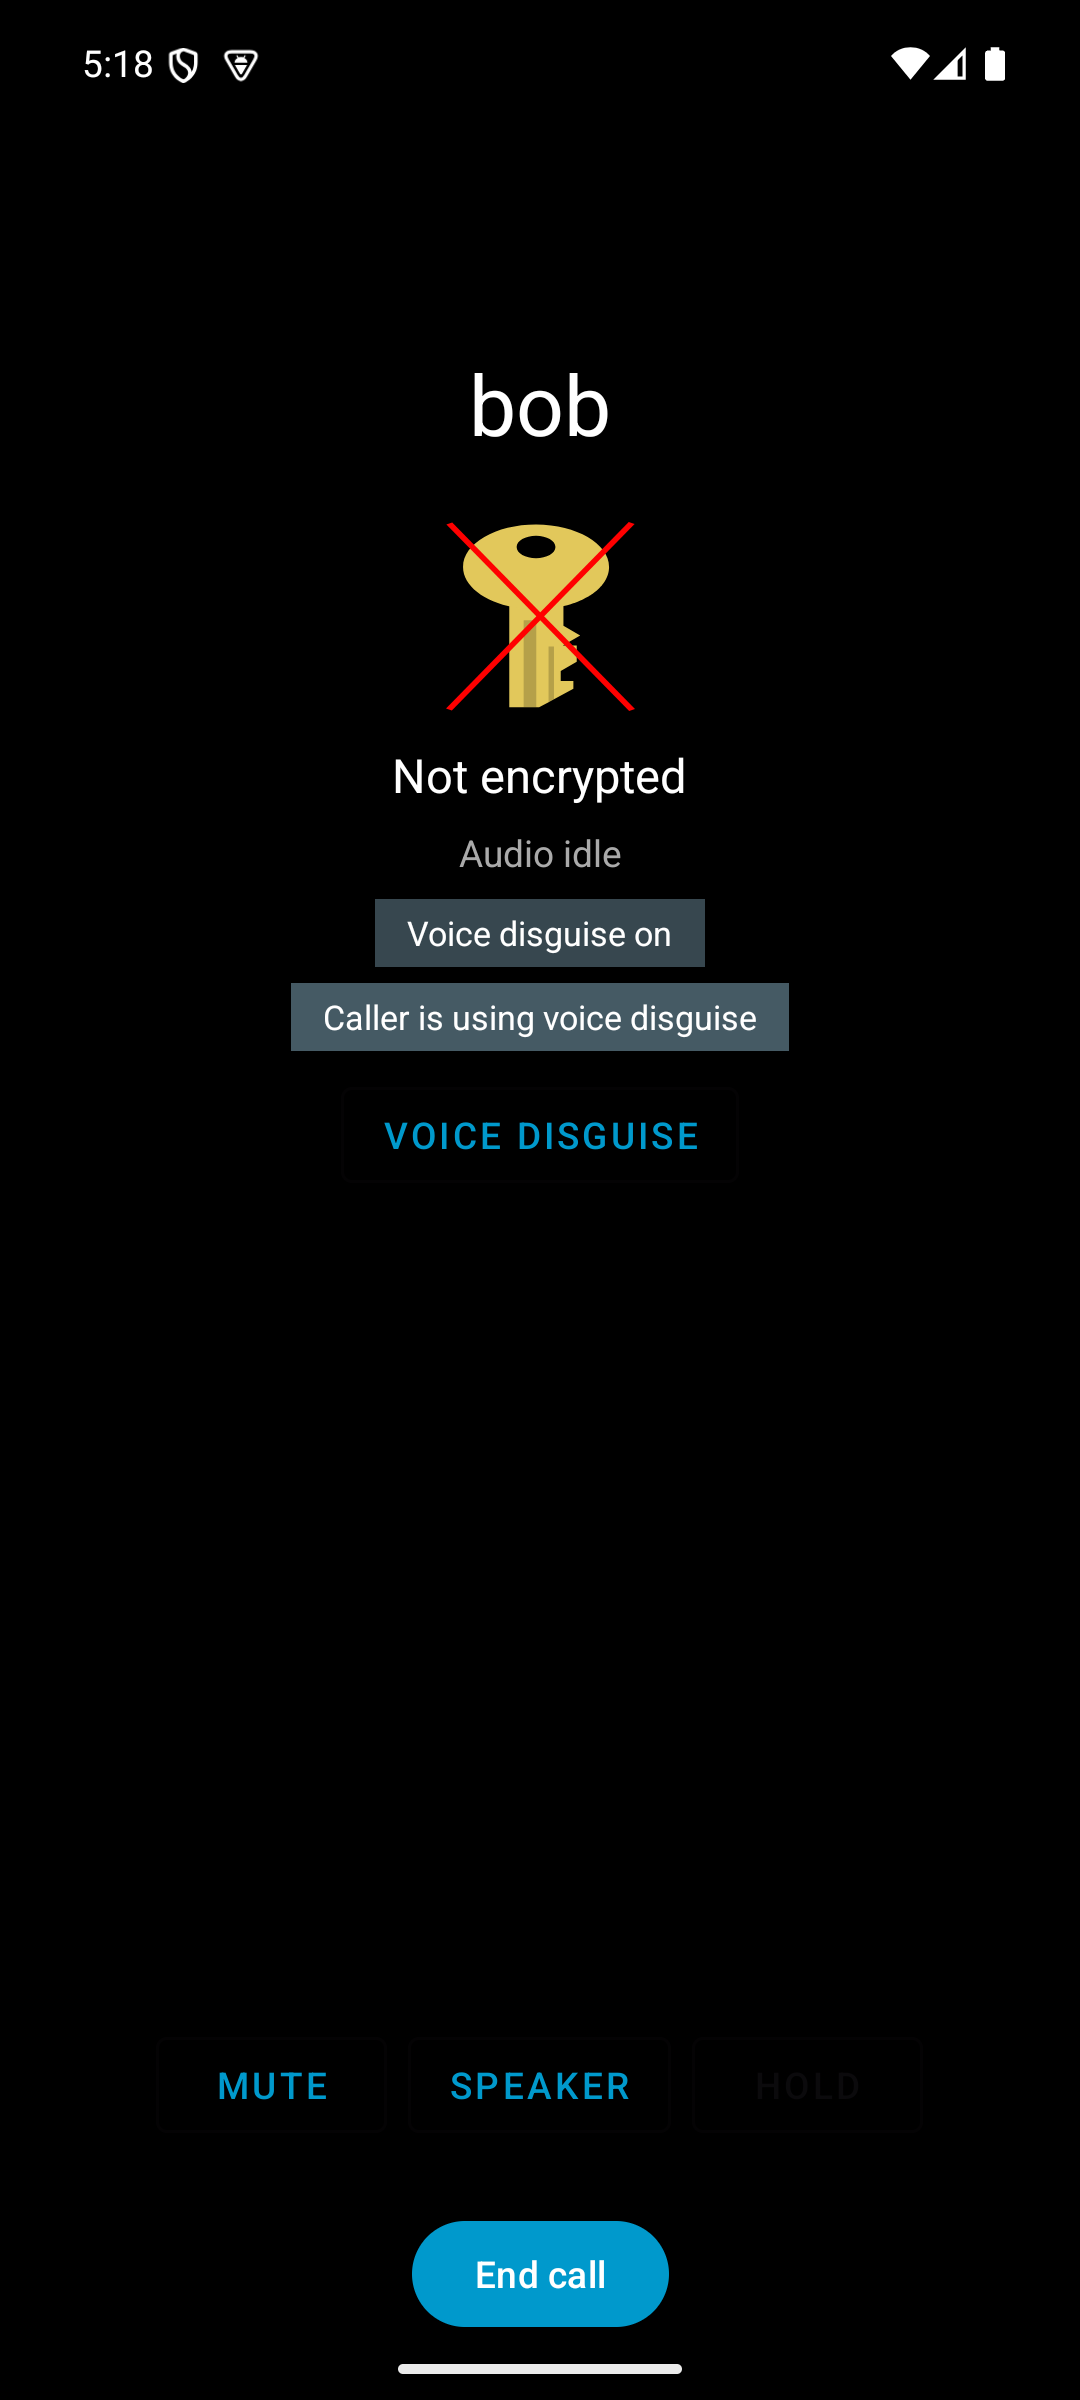 5:18
bob
Not encrypted
Audio idle
Voice disguise on
Caller is using voice disguise
VOICE DISGUISE
MUTE
SPEAKER
HOLD
End call